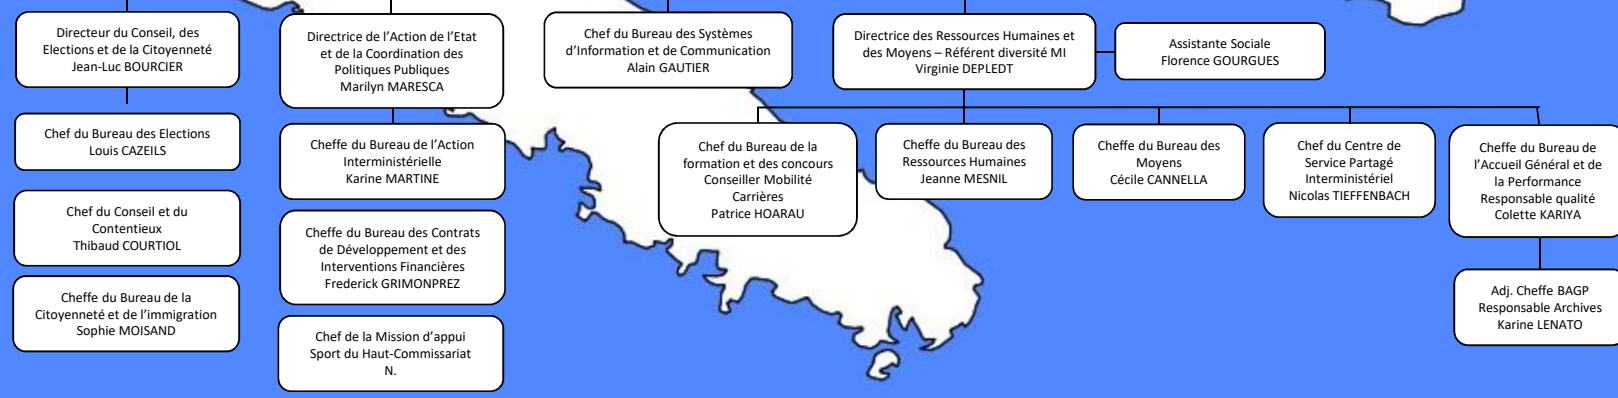 Directeur du Conseil, des
Elections et de la Citoyenneté
Jean-Luc BOURCIER
Directrice de l'Action de l'Etat
et de la Coordination des
Politiques Publiques
Marilyn MARESCA
Chef du Bureau des Systèmes
d'Information et de Communication
Alain GAUTIER
Directrice des Ressources Humaines et
des Moyens – Référent diversité MI
Virginie DEPLEDT
Assistante Sociale
Florence GOURGUES
Chef du Bureau des Elections
Louis CAZEILS
Chef du Conseil et du
Contentieux
Thibaud COURTIOL
Cheffe du Bureau de la
Citoyenneté et de l'immigration
Sophie MOISAND
Cheffe du Bureau de l'Action
Interministérielle
Karine MARTINE
Cheffe du Bureau des Contrats
de Développement et des
Interventions Financières
Frederick GRIMONPREZ
Chef de la Mission d'appui
Sport du Haut-Commissariat
N.
Chef du Bureau de la
formation et des concours
Conseiller Mobilité
Carrières
Patrice HOARAU
Cheffe du Bureau des
Ressources Humaines
Jeanne MESNIL
Cheffe du Bureau des
Moyens
Cécile CANNELLA
Chef du Centre de
Service Partagé
Interministériel
Nicolas TIEFFENBACH
Cheffe du Bureau de
l'Accueil Général et de
la Performance
Responsable qualité
Colette KARIYA
Adj. Cheffe BAGP
Responsable Archives
Karine LENATO